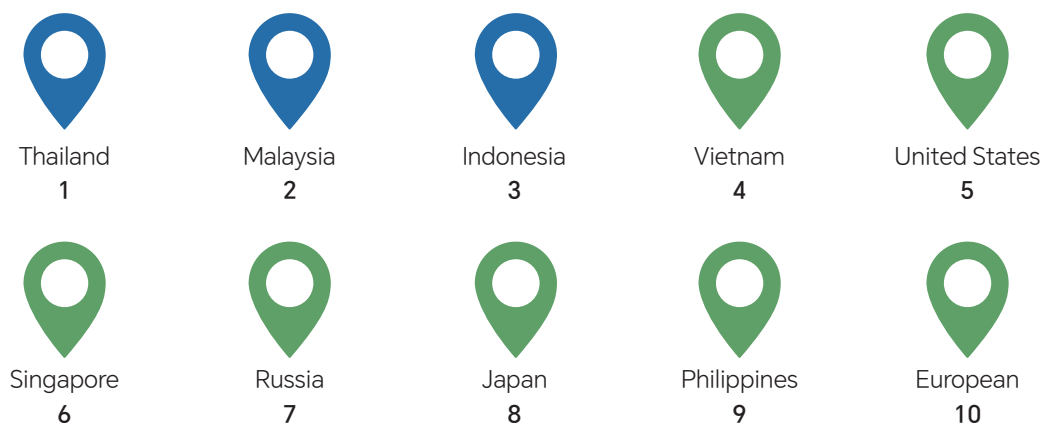 Thailand Malaysia Indonesia Vietnam United States
1 2 3 4 5
Singapore Russia Japan Philippines European
6 7 8 9 10